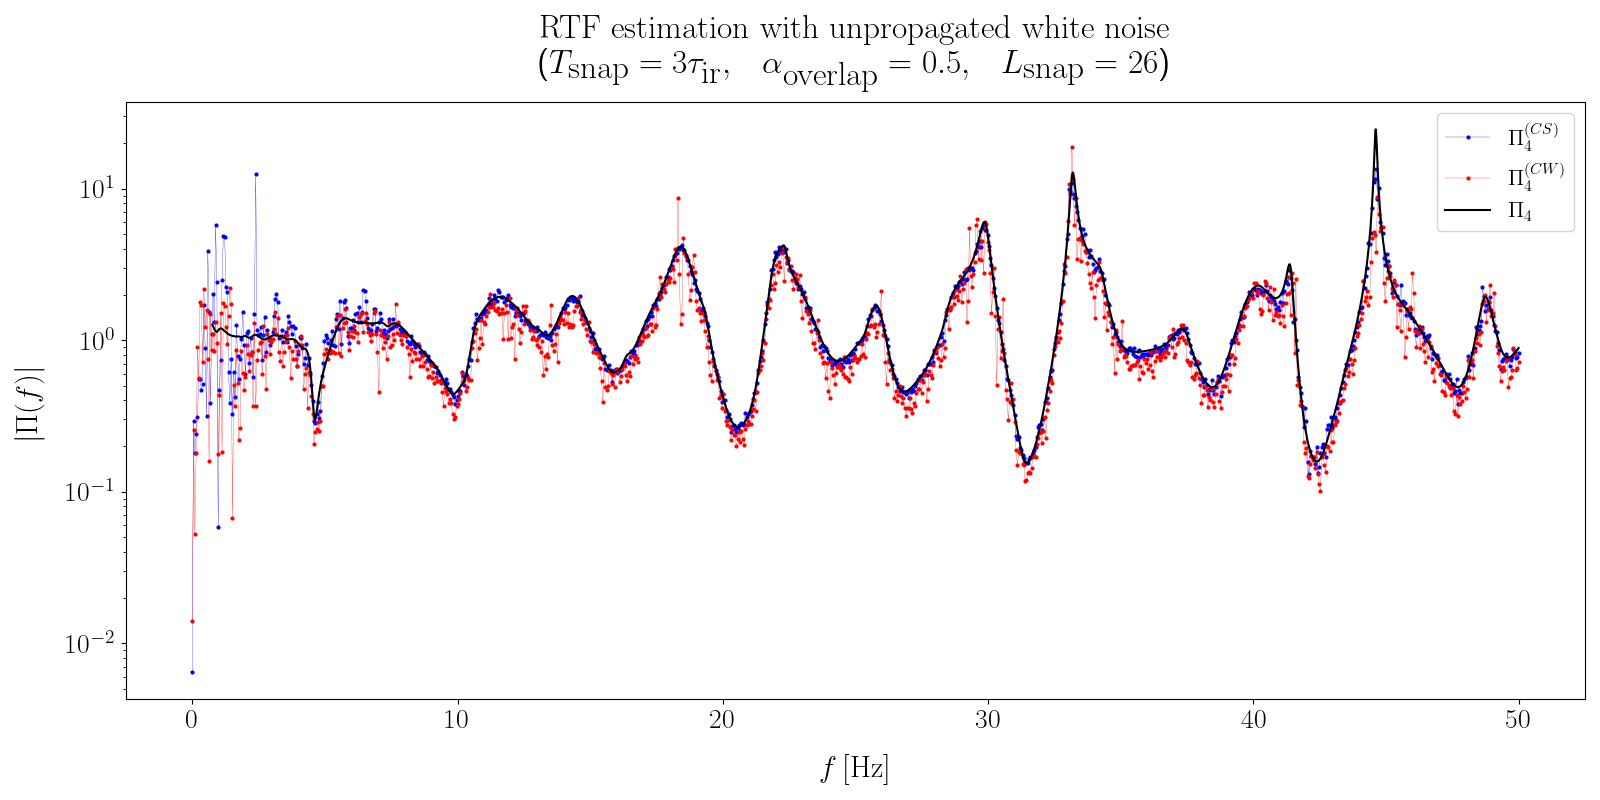 RTF estimation with unpropagated white noise
(T_snap = 3τ_ir, α_overlap = 0.5, L_snap = 26)
Π_4^(CS)
Π_4^(CW)
Π_4
|Π(f)|
10^1
10^0
10^−1
10^−2
0 10 20 30 40 50
f [Hz]